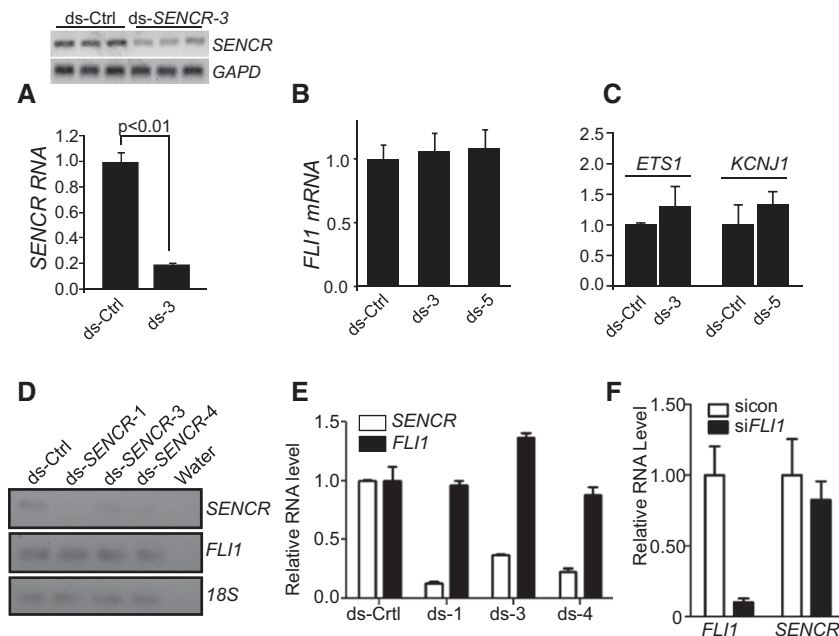 ds-Ctrl ds-SENCR-3
SENCR
GAPD
A
p<0.01
SENCR RNA
1.2
1.0
0.8
0.6
0.4
0.2
0.0
ds-Ctrl
ds-3
B
FLI1 mRNA
1.0
0.5
0
ds-Ctrl
ds-3
ds-5
C
2.5
2.0
1.5
1.0
0.5
0.0
ETS1
KCNJ1
ds-Ctrl
ds-3
ds-Ctrl
ds-5
D
ds-Ctrl
ds-SENCR-1
ds-SENCR-3
ds-SENCR-4
Water
SENCR
FLI1
18S
E
Relative RNA level
1.5
1.0
0.5
0.0
SENCR
FLI1
ds-Crtl
ds-1
ds-3
ds-4
F
Relative RNA Level
1.50
1.00
0.50
0
sicon
siFLI1
FLI1
SENCR